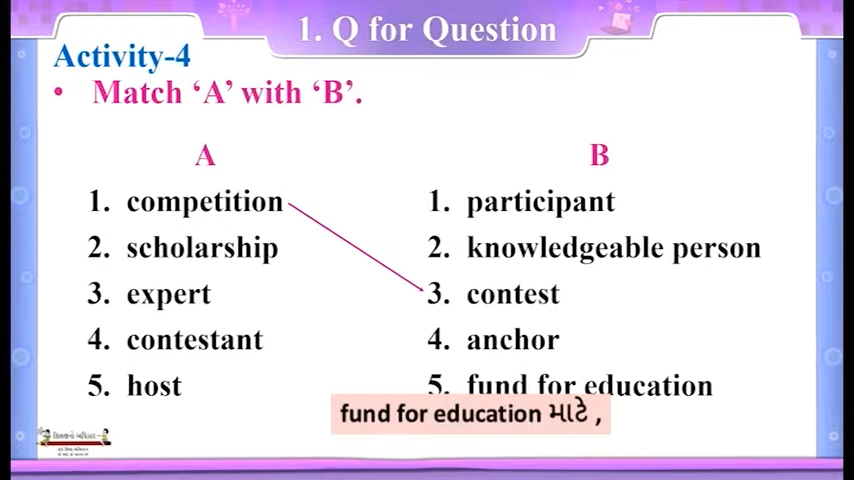 1. Q for Question
Activity-4
• Match ‘A’ with ‘B’.
A B
1. competition 1. participant
2. scholarship 2. knowledgeable person
3. expert 3. contest
4. contestant 4. anchor
5. host 5. fund for education
fund for education માટે ,